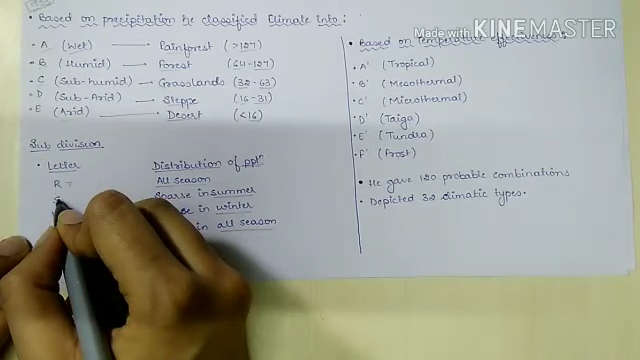 • Based on precipitation he classified Climate into:
• A (Wet) → Rainforest (>127)
• B (Humid) → Forest (64-127)
• C (Sub-humid) → Grasslands (32-63)
• D (Sub-Arid) → Steppe (16-31)
• E (Arid) → Desert (<16)
Sub division
• Letter Distribution of pptn
R = All season
S Sparse in summer
in winter
in all season
Made with KINEMASTER
• Based on Temperature
• A' (Tropical)
• B' (Mesothermal)
• C' (Microthermal)
• D' (Taiga)
• E' (Tundra)
• F' (Frost)
• He gave 120 probable combinations
• Depicted 32 climatic types.